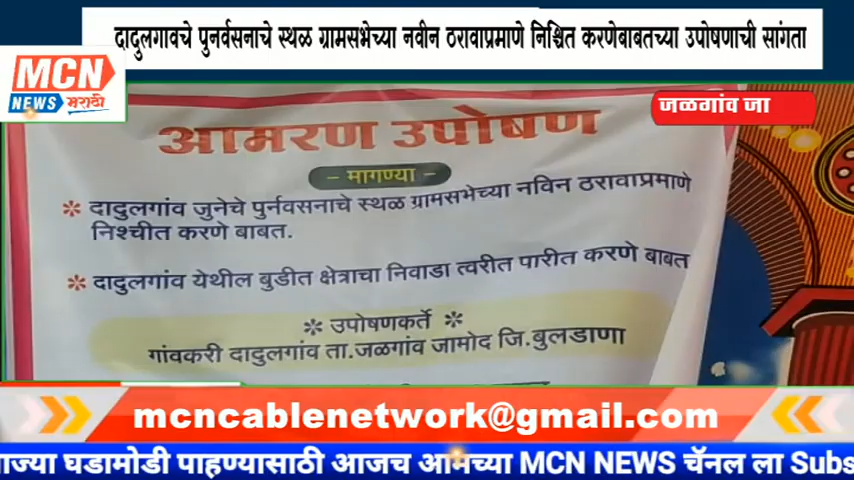 दादुलगावचे पुनर्वसनाचे स्थळ ग्रामसभेच्या नवीन ठरावाप्रमाणे निश्चित करणेबाबतच्या उपोषणाची सांगता
MCN
NEWS मराठी
जळगांव जा
आमरण उपोषण
- मागण्या -
* दादुलगांव जुनेचे पुर्नवसनाचे स्थळ ग्रामसभेच्या नविन ठरावाप्रमाणे
निश्चीत करणे बाबत.
* दादुलगांव येथील बुडीत क्षेत्राचा निवाडा त्वरीत पारीत करणे बाबत
* उपोषणकर्ते *
गांवकरी दादुलगांव ता.जळगांव जामोद जि.बुलडाणा
mcncablenetwork@gmail.com
घडामोडी पाहण्यासाठी आजच आमच्या MCN NEWS चॅनल ला Subs